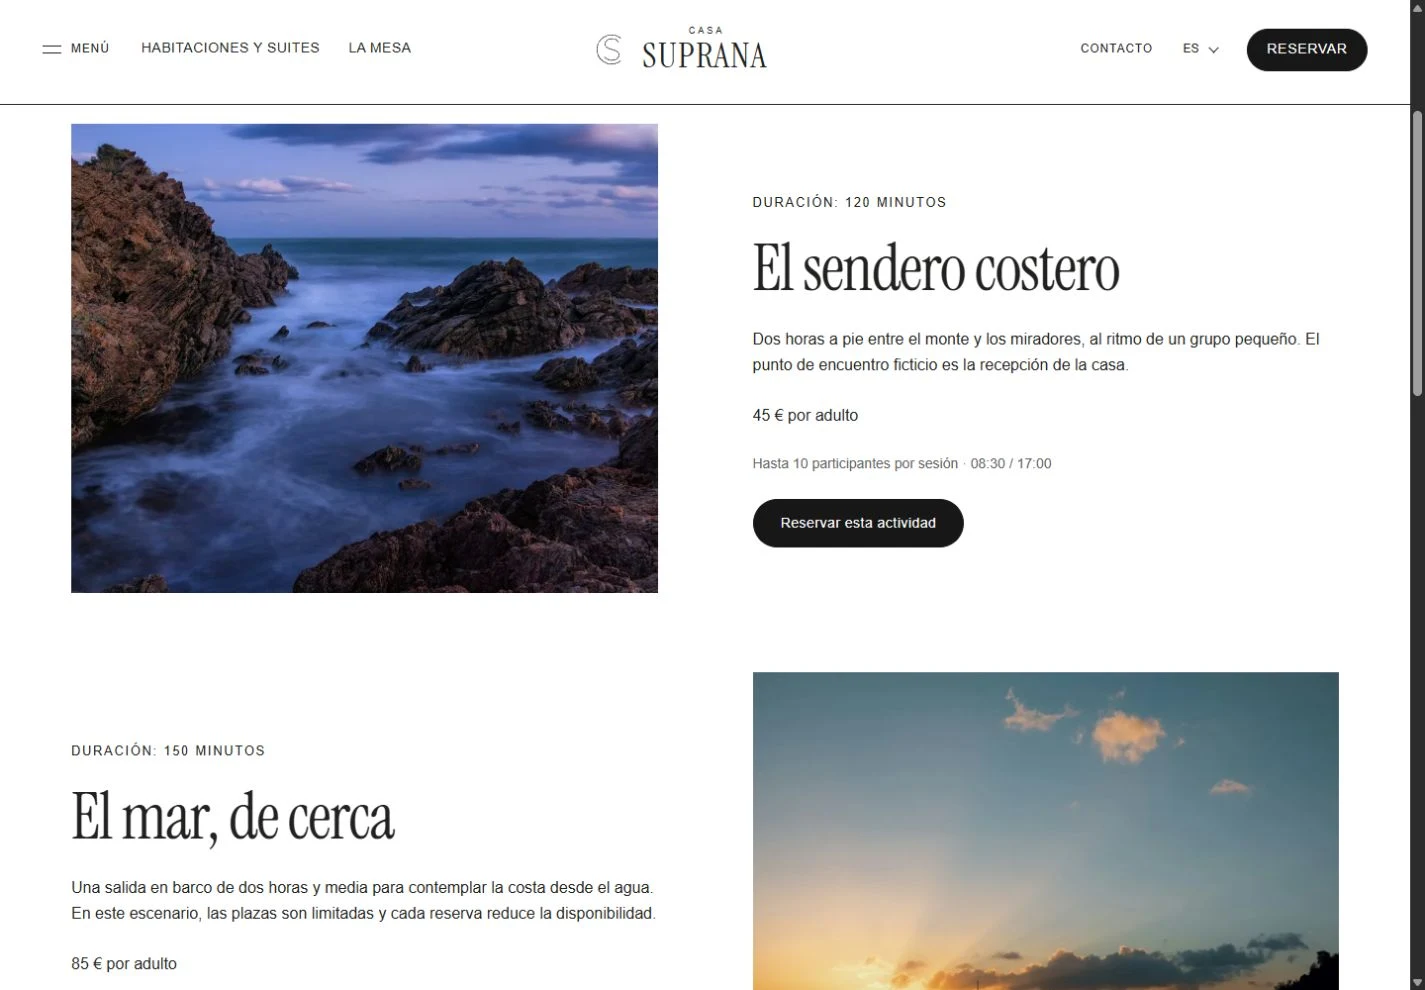 MENÚ
HABITACIONES Y SUITES
LA MESA
CASA
SUPRANA
CONTACTO
ES
RESERVAR
DURACIÓN: 120 MINUTOS
El sendero costero
Dos horas a pie entre el monte y los miradores, al ritmo de un grupo pequeño. El
punto de encuentro ficticio es la recepción de la casa.
45 € por adulto
Hasta 10 participantes por sesión · 08:30 / 17:00
Reservar esta actividad
DURACIÓN: 150 MINUTOS
El mar, de cerca
Una salida en barco de dos horas y media para contemplar la costa desde el agua.
En este escenario, las plazas son limitadas y cada reserva reduce la disponibilidad.
85 € por adulto